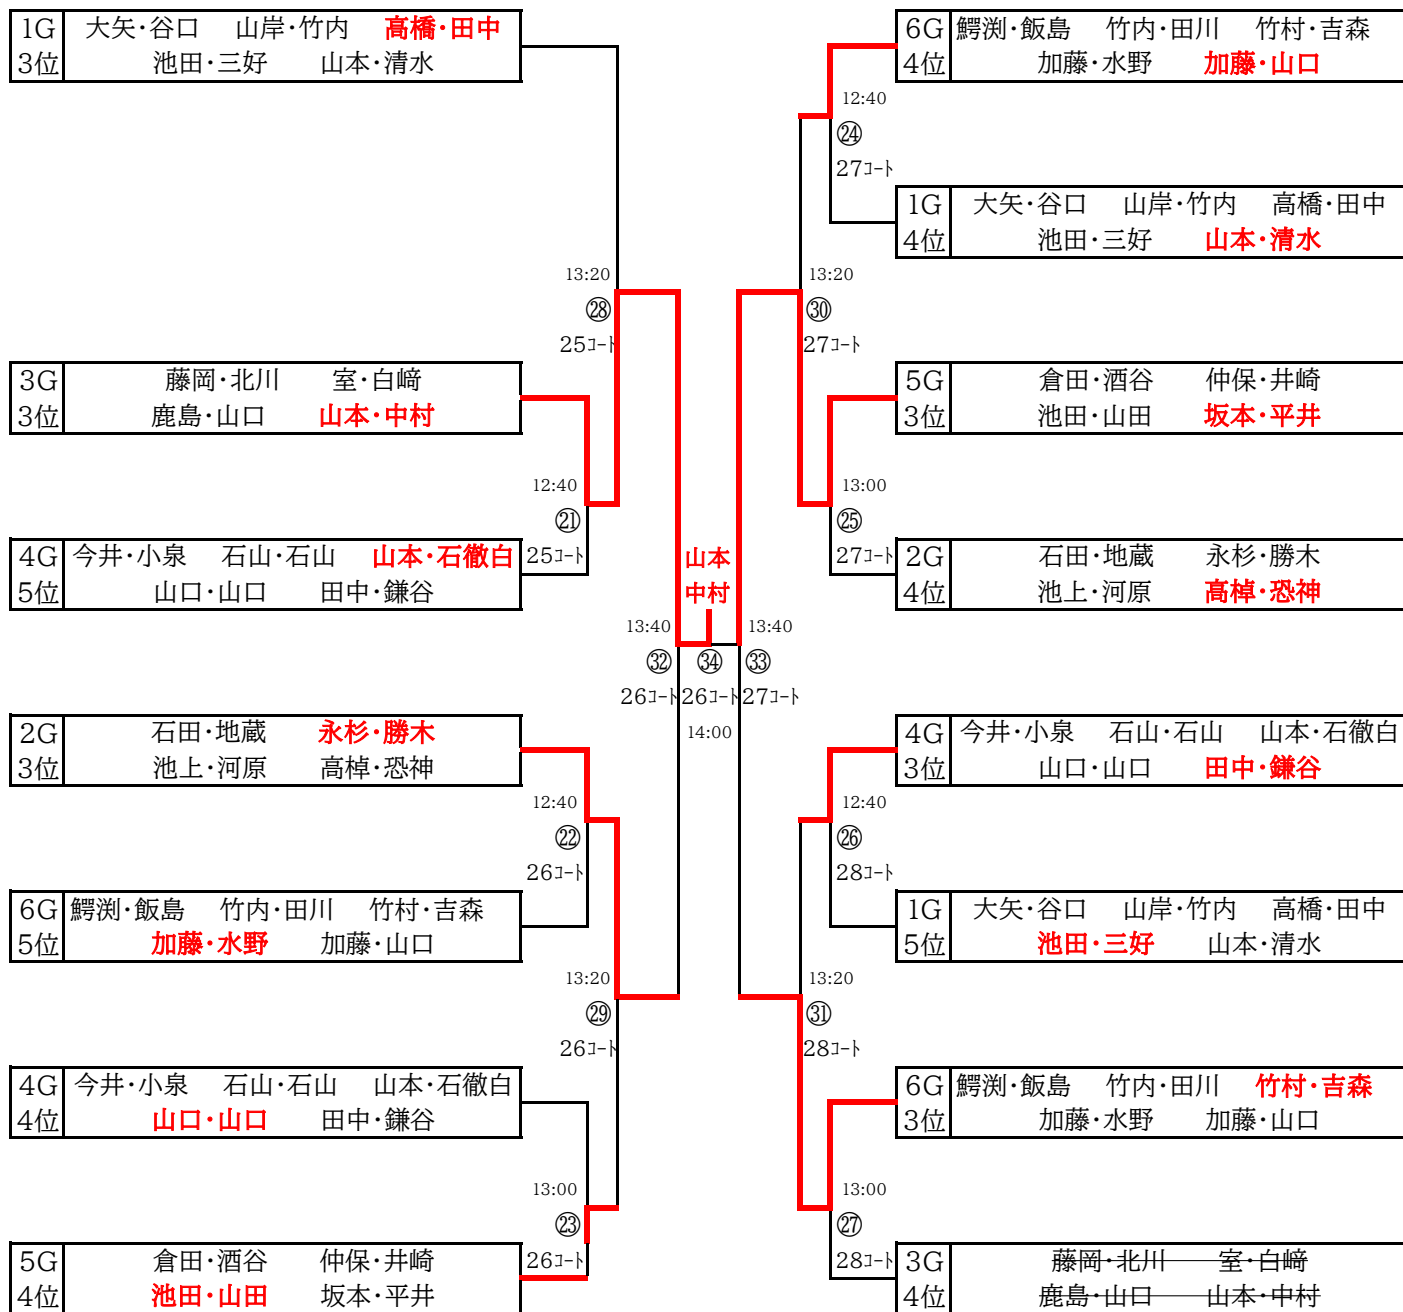 1G 大矢・谷口 山岸・竹内 高橋・田中
3位 池田・三好 山本・清水
13:20
㉘
25ｺｰﾄ
3G 藤岡・北川 室・白﨑
3位 鹿島・山口 山本・中村
12:40
㉑
25ｺｰﾄ
4G 今井・小泉 石山・石山 山本・石徹白
5位 山口・山口 田中・鎌谷
13:40
㉜
26ｺｰﾄ
2G 石田・地蔵 永杉・勝木
3位 池上・河原 高棹・恐神
12:40
㉒
26ｺｰﾄ
6G 鰐渕・飯島 竹内・田川 竹村・吉森
5位 加藤・水野 加藤・山口
13:20
㉙
26ｺｰﾄ
4G 今井・小泉 石山・石山 山本・石徹白
4位 山口・山口 田中・鎌谷
13:00
㉓
26ｺｰﾄ
5G 倉田・酒谷 仲保・井崎
4位 池田・山田 坂本・平井
山本
中村
㉞
26ｺｰﾄ
14:00
6G 鰐渕・飯島 竹内・田川 竹村・吉森
4位 加藤・水野 加藤・山口
12:40
㉔
27ｺｰﾄ
1G 大矢・谷口 山岸・竹内 高橋・田中
4位 池田・三好 山本・清水
13:20
㉚
27ｺｰﾄ
5G 倉田・酒谷 仲保・井崎
3位 池田・山田 坂本・平井
13:00
㉕
27ｺｰﾄ
2G 石田・地蔵 永杉・勝木
4位 池上・河原 高棹・恐神
13:40
㉝
27ｺｰﾄ
4G 今井・小泉 石山・石山 山本・石徹白
3位 山口・山口 田中・鎌谷
12:40
㉖
28ｺｰﾄ
1G 大矢・谷口 山岸・竹内 高橋・田中
5位 池田・三好 山本・清水
13:20
㉛
28ｺｰﾄ
6G 鰐渕・飯島 竹内・田川 竹村・吉森
3位 加藤・水野 加藤・山口
13:00
㉗
28ｺｰﾄ
3G 藤岡・北川 室・白﨑
4位 鹿島・山口 山本・中村